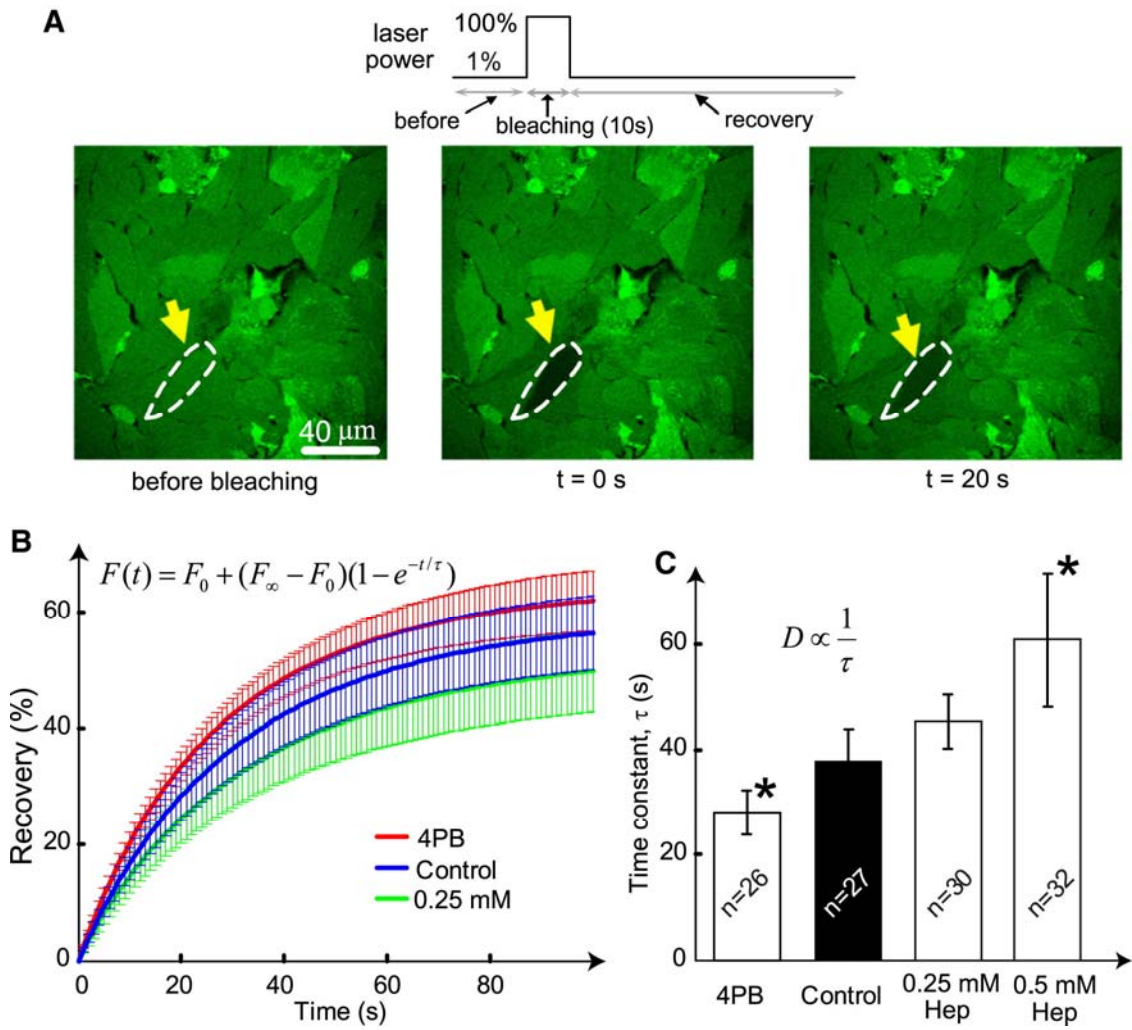 A
laser
power
100%
1%
before
bleaching (10s)
recovery
40 μm
before bleaching
t = 0 s
t = 20 s
B
F(t) = F₀ + (F∞ − F₀)(1 − e^{−t/τ})
Recovery (%)
60
40
20
0
4PB
Control
0.25 mM
0 20 40 60 80
Time (s)
C
D ∝ 1/τ
Time constant, τ (s)
60
40
20
0
*
*
n=26
n=27
n=30
n=32
4PB
Control
0.25 mM
Hep
0.5 mM
Hep